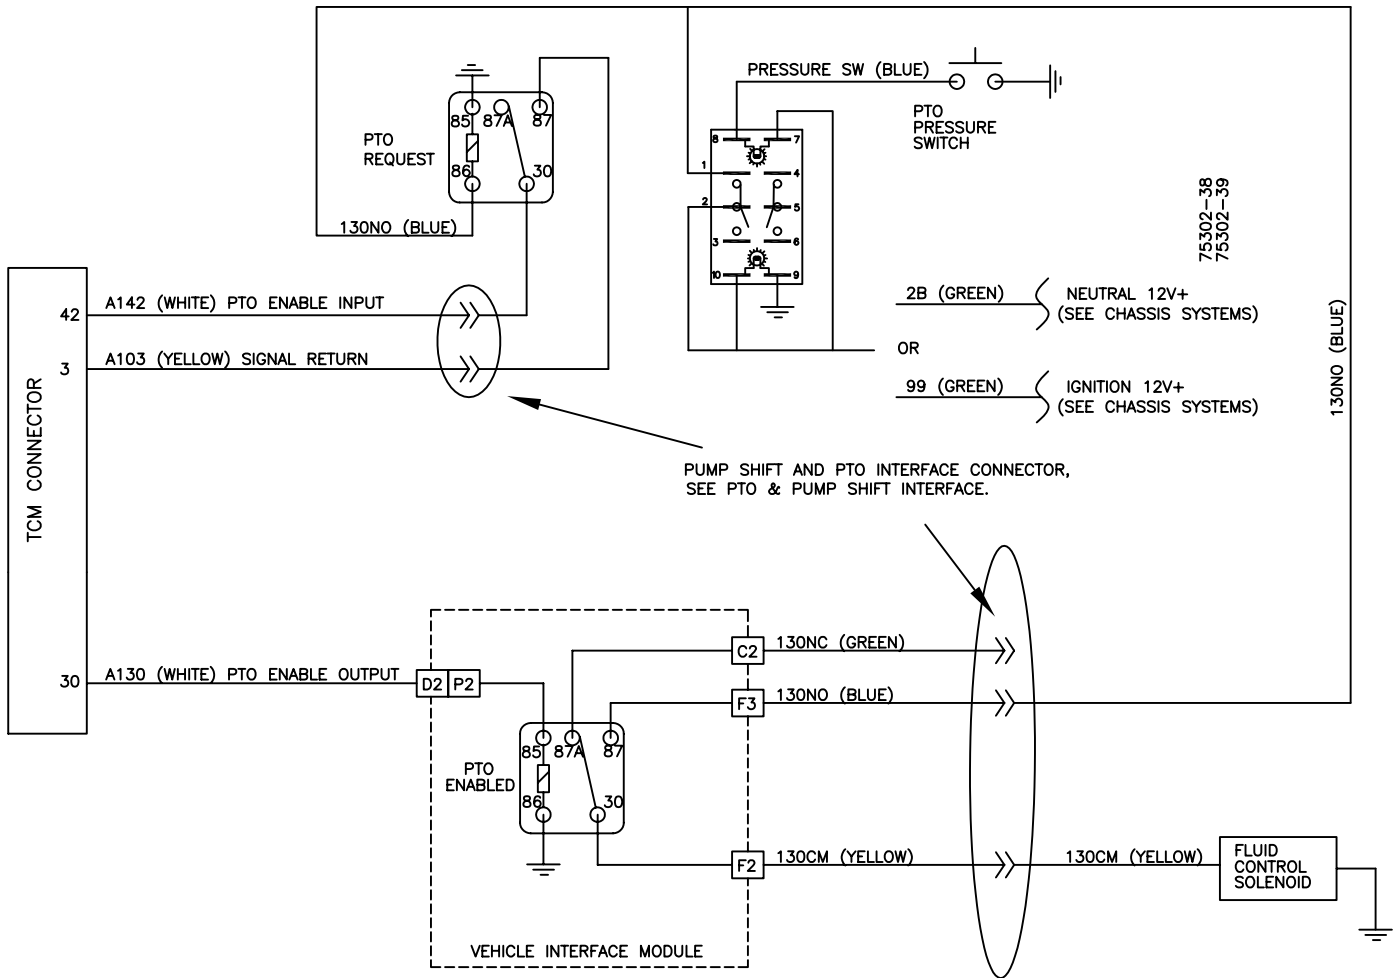 PRESSURE SW (BLUE)
PTO
PRESSURE
SWITCH
85
87A
87
PTO
REQUEST
86
30
130NO (BLUE)
8
7
1
4
2
5
3
6
10
9
75302-38
75302-39
2B (GREEN)
NEUTRAL 12V+
(SEE CHASSIS SYSTEMS)
OR
99 (GREEN)
IGNITION 12V+
(SEE CHASSIS SYSTEMS)
130NO (BLUE)
TCM CONNECTOR
42
A142 (WHITE) PTO ENABLE INPUT
3
A103 (YELLOW) SIGNAL RETURN
PUMP SHIFT AND PTO INTERFACE CONNECTOR,
SEE PTO & PUMP SHIFT INTERFACE.
30
A130 (WHITE) PTO ENABLE OUTPUT
D2
P2
C2
130NC (GREEN)
F3
130NO (BLUE)
85
87A
87
PTO
ENABLED
86
30
F2
130CM (YELLOW)
130CM (YELLOW)
FLUID
CONTROL
SOLENOID
VEHICLE INTERFACE MODULE